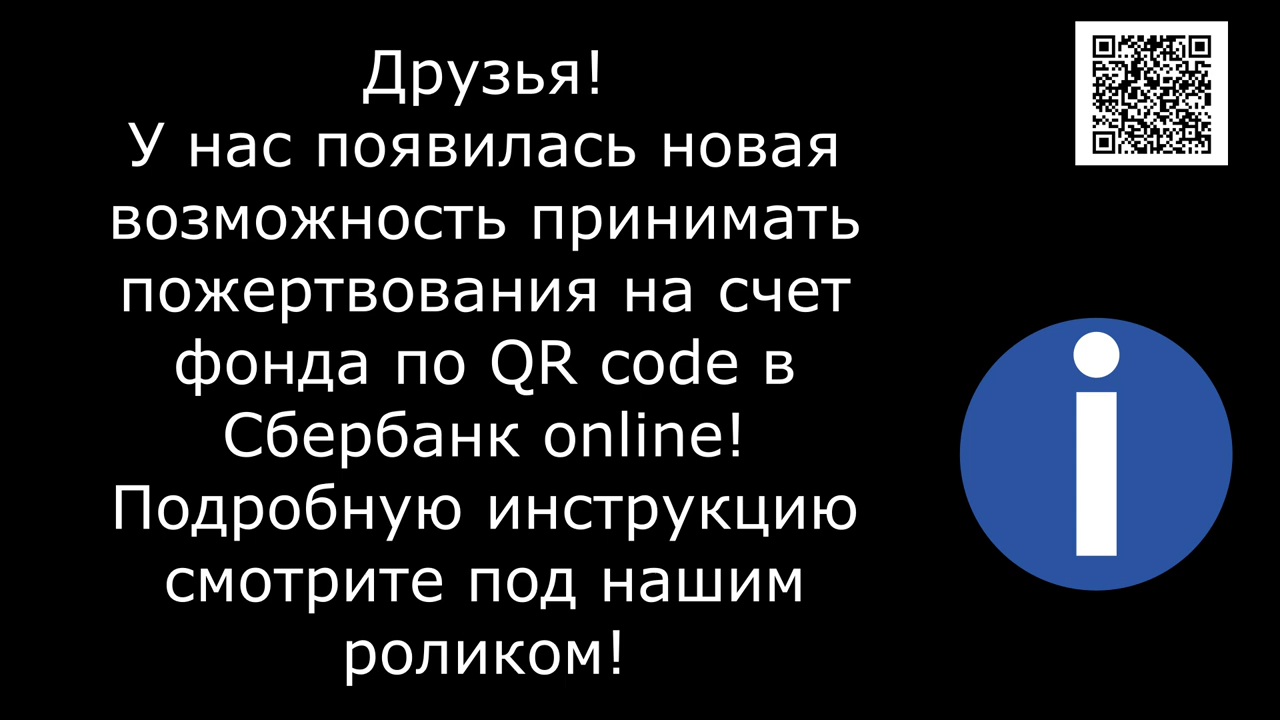 Друзья!
У нас появилась новая
возможность принимать
пожертвования на счет
фонда по QR code в
Сбербанк online!
Подробную инструкцию
смотрите под нашим
роликом!